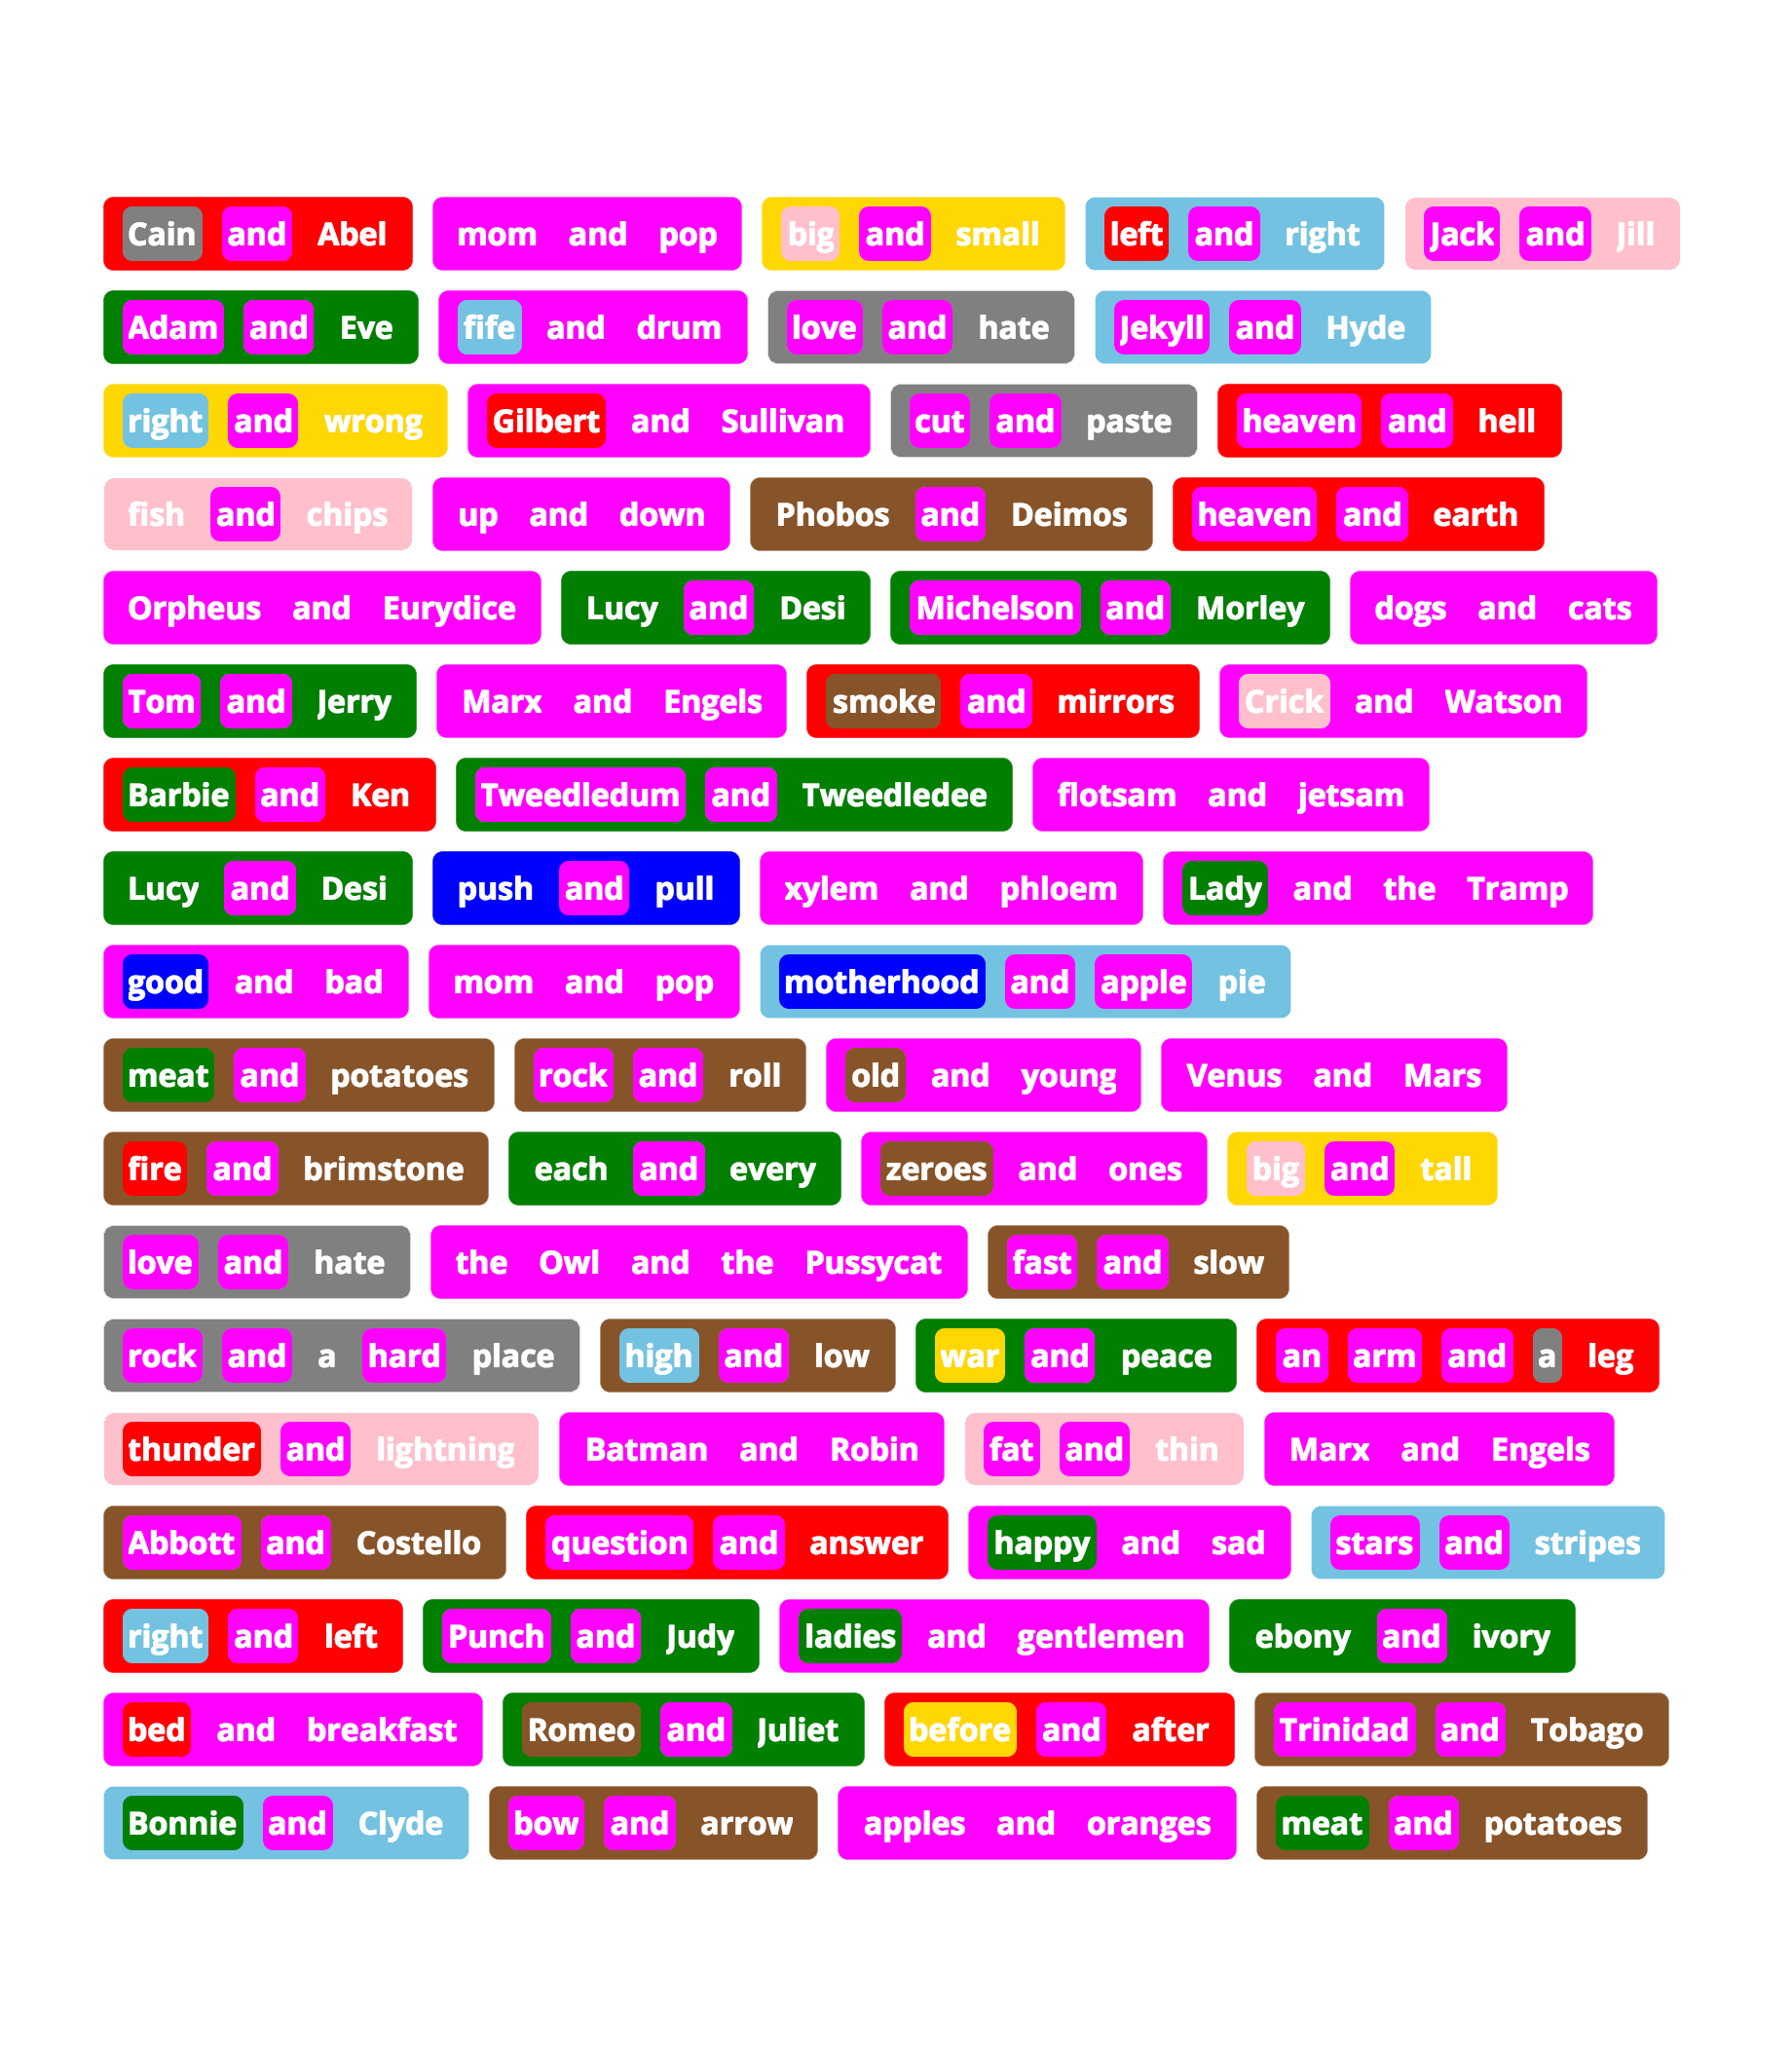 Cain and Abel mom and pop big and small left and right Jack and Jill
Adam and Eve fife and drum love and hate Jekyll and Hyde
right and wrong Gilbert and Sullivan cut and paste heaven and hell
fish and chips up and down Phobos and Deimos heaven and earth
Orpheus and Eurydice Lucy and Desi Michelson and Morley dogs and cats
Tom and Jerry Marx and Engels smoke and mirrors Crick and Watson
Barbie and Ken Tweedledum and Tweedledee flotsam and jetsam
Lucy and Desi push and pull xylem and phloem Lady and the Tramp
good and bad mom and pop motherhood and apple pie
meat and potatoes rock and roll old and young Venus and Mars
fire and brimstone each and every zeroes and ones big and tall
love and hate the Owl and the Pussycat fast and slow
rock and a hard place high and low war and peace an arm and a leg
thunder and lightning Batman and Robin fat and thin Marx and Engels
Abbott and Costello question and answer happy and sad stars and stripes
right and left Punch and Judy ladies and gentlemen ebony and ivory
bed and breakfast Romeo and Juliet before and after Trinidad and Tobago
Bonnie and Clyde bow and arrow apples and oranges meat and potatoes